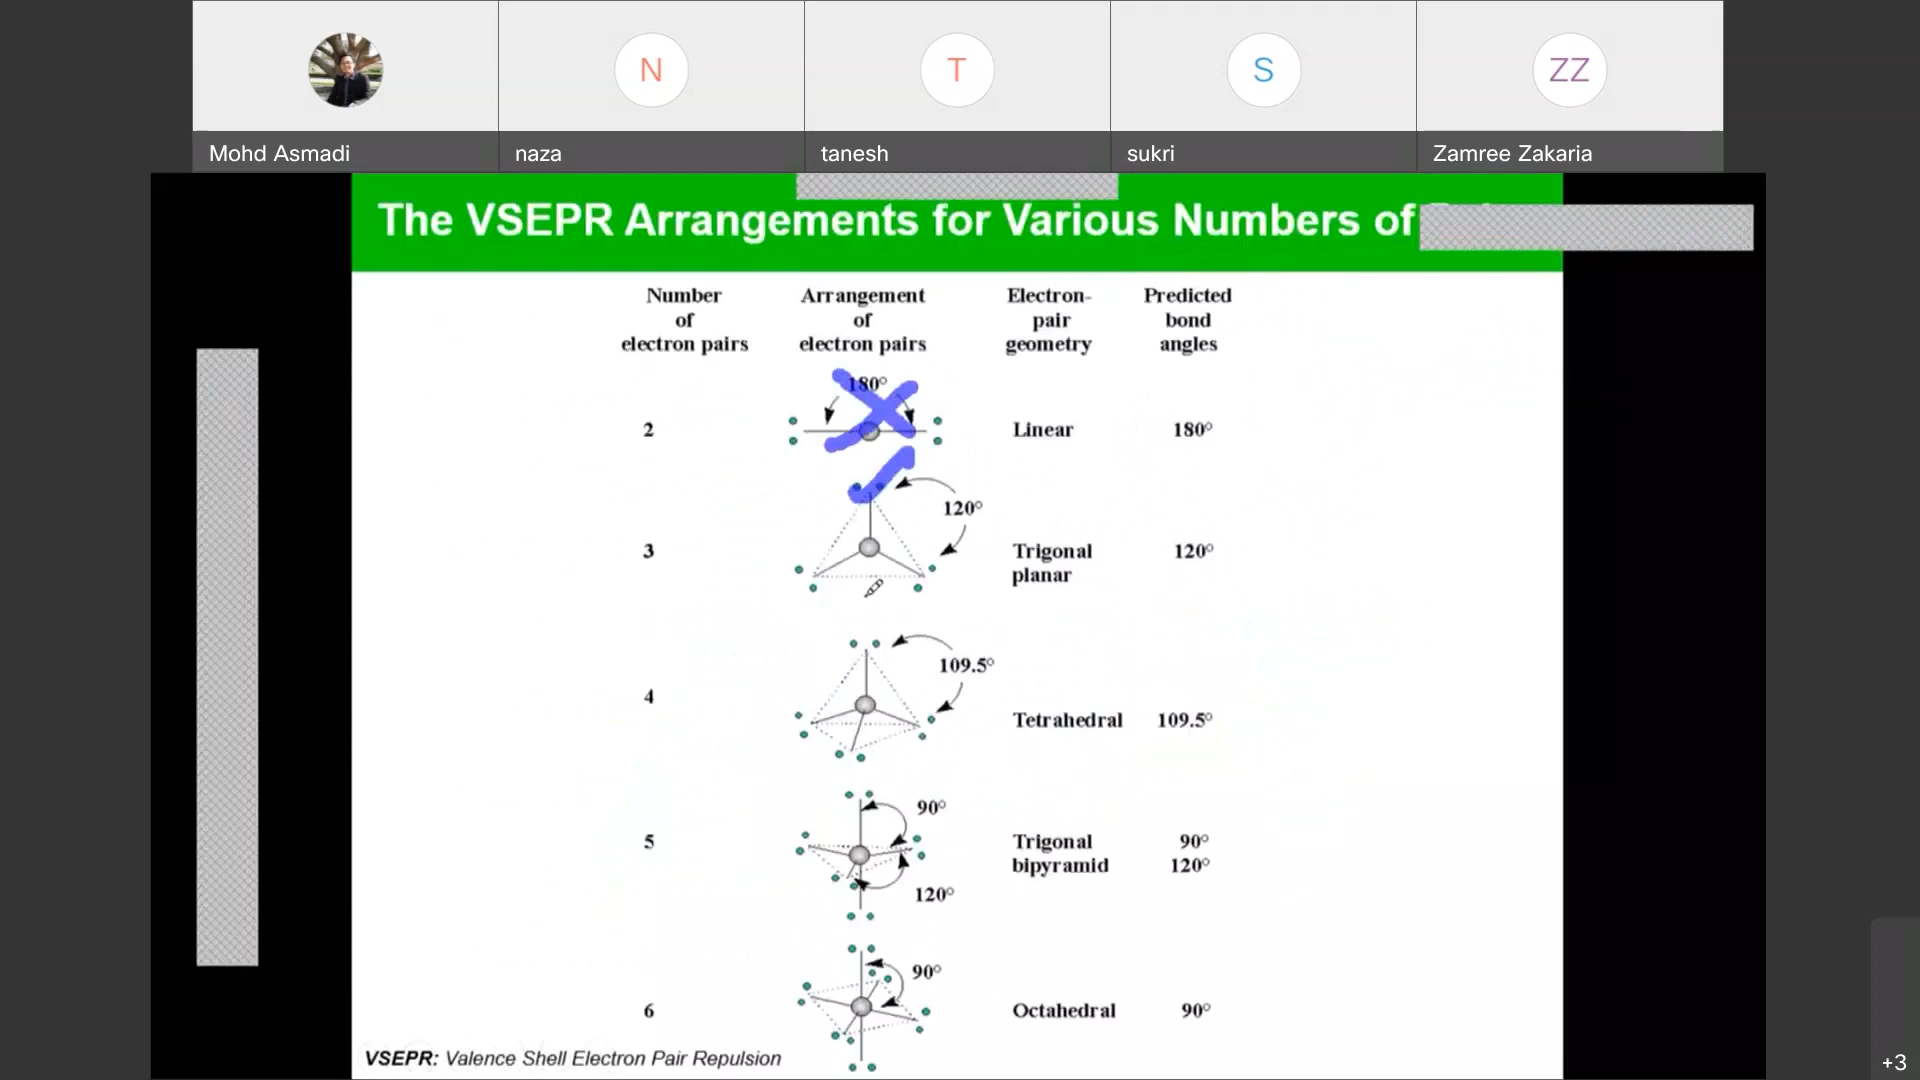 N
T
S
ZZ
Mohd Asmadi
naza
tanesh
sukri
Zamree Zakaria
The VSEPR Arrangements for Various Numbers of
Number of electron pairs
Arrangement of electron pairs
Electron-pair geometry
Predicted bond angles
180°
2
Linear
180°
120°
3
Trigonal planar
120°
109.5°
4
Tetrahedral
109.5°
90°
5
Trigonal bipyramid
90°
120°
120°
90°
6
Octahedral
90°
VSEPR: Valence Shell Electron Pair Repulsion
+3